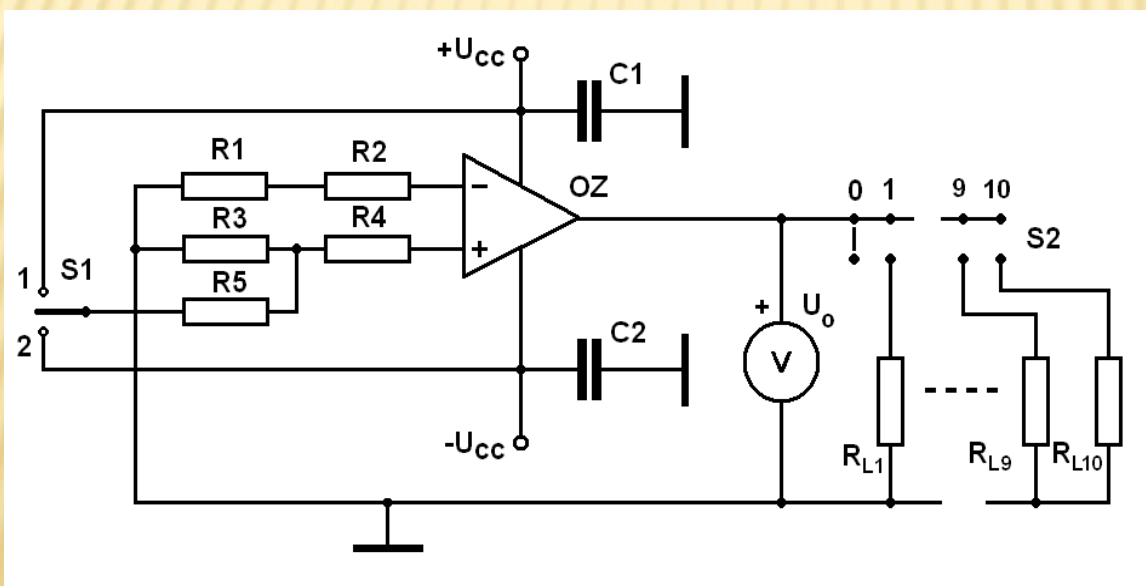 +UCC
C1
R1 R2
OZ
R3 R4
0 1 9 10
S2
1 S1
R5
+ Uo
2
C2
V
-UCC
RL1 RL9 RL10